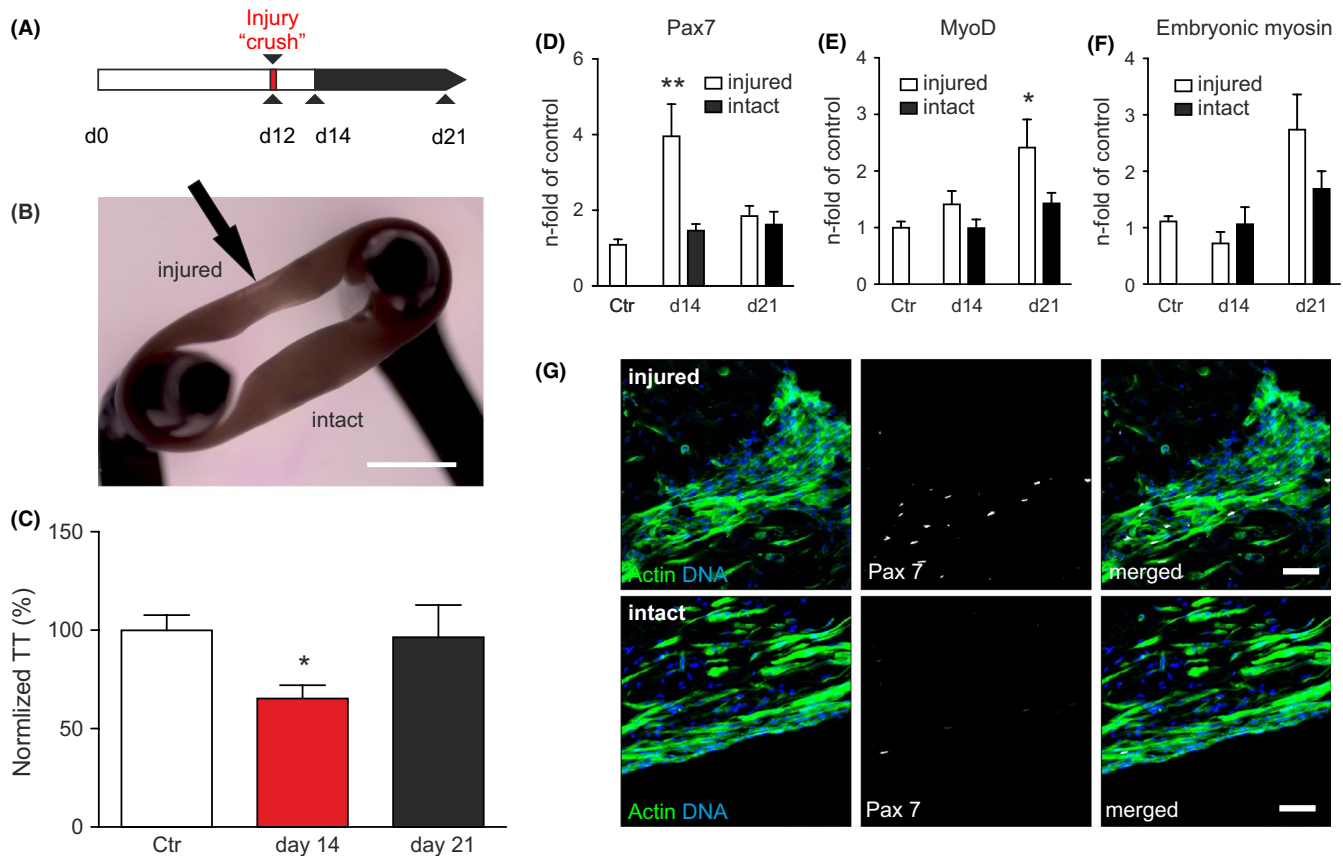 (A)
Injury
“crush”
d0
d12
d14
d21
(B)
injured
intact
(C)
Normlized TT (%)
150
100
50
0
*
Ctr
day 14
day 21
(D)
Pax7
n-fold of control
6
4
2
0
**
injured
intact
Ctr
d14
d21
(E)
MyoD
n-fold of control
4
3
2
1
0
injured
intact
*
Ctr
d14
d21
(F)
Embryonic myosin
n-fold of control
4
3
2
1
0
injured
intact
Ctr
d14
d21
(G)
injured
Actin DNA
Pax 7
merged
intact
Actin DNA
Pax 7
merged